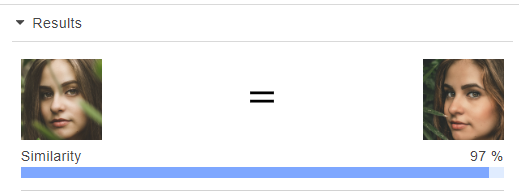 Results
=
Similarity 97 %